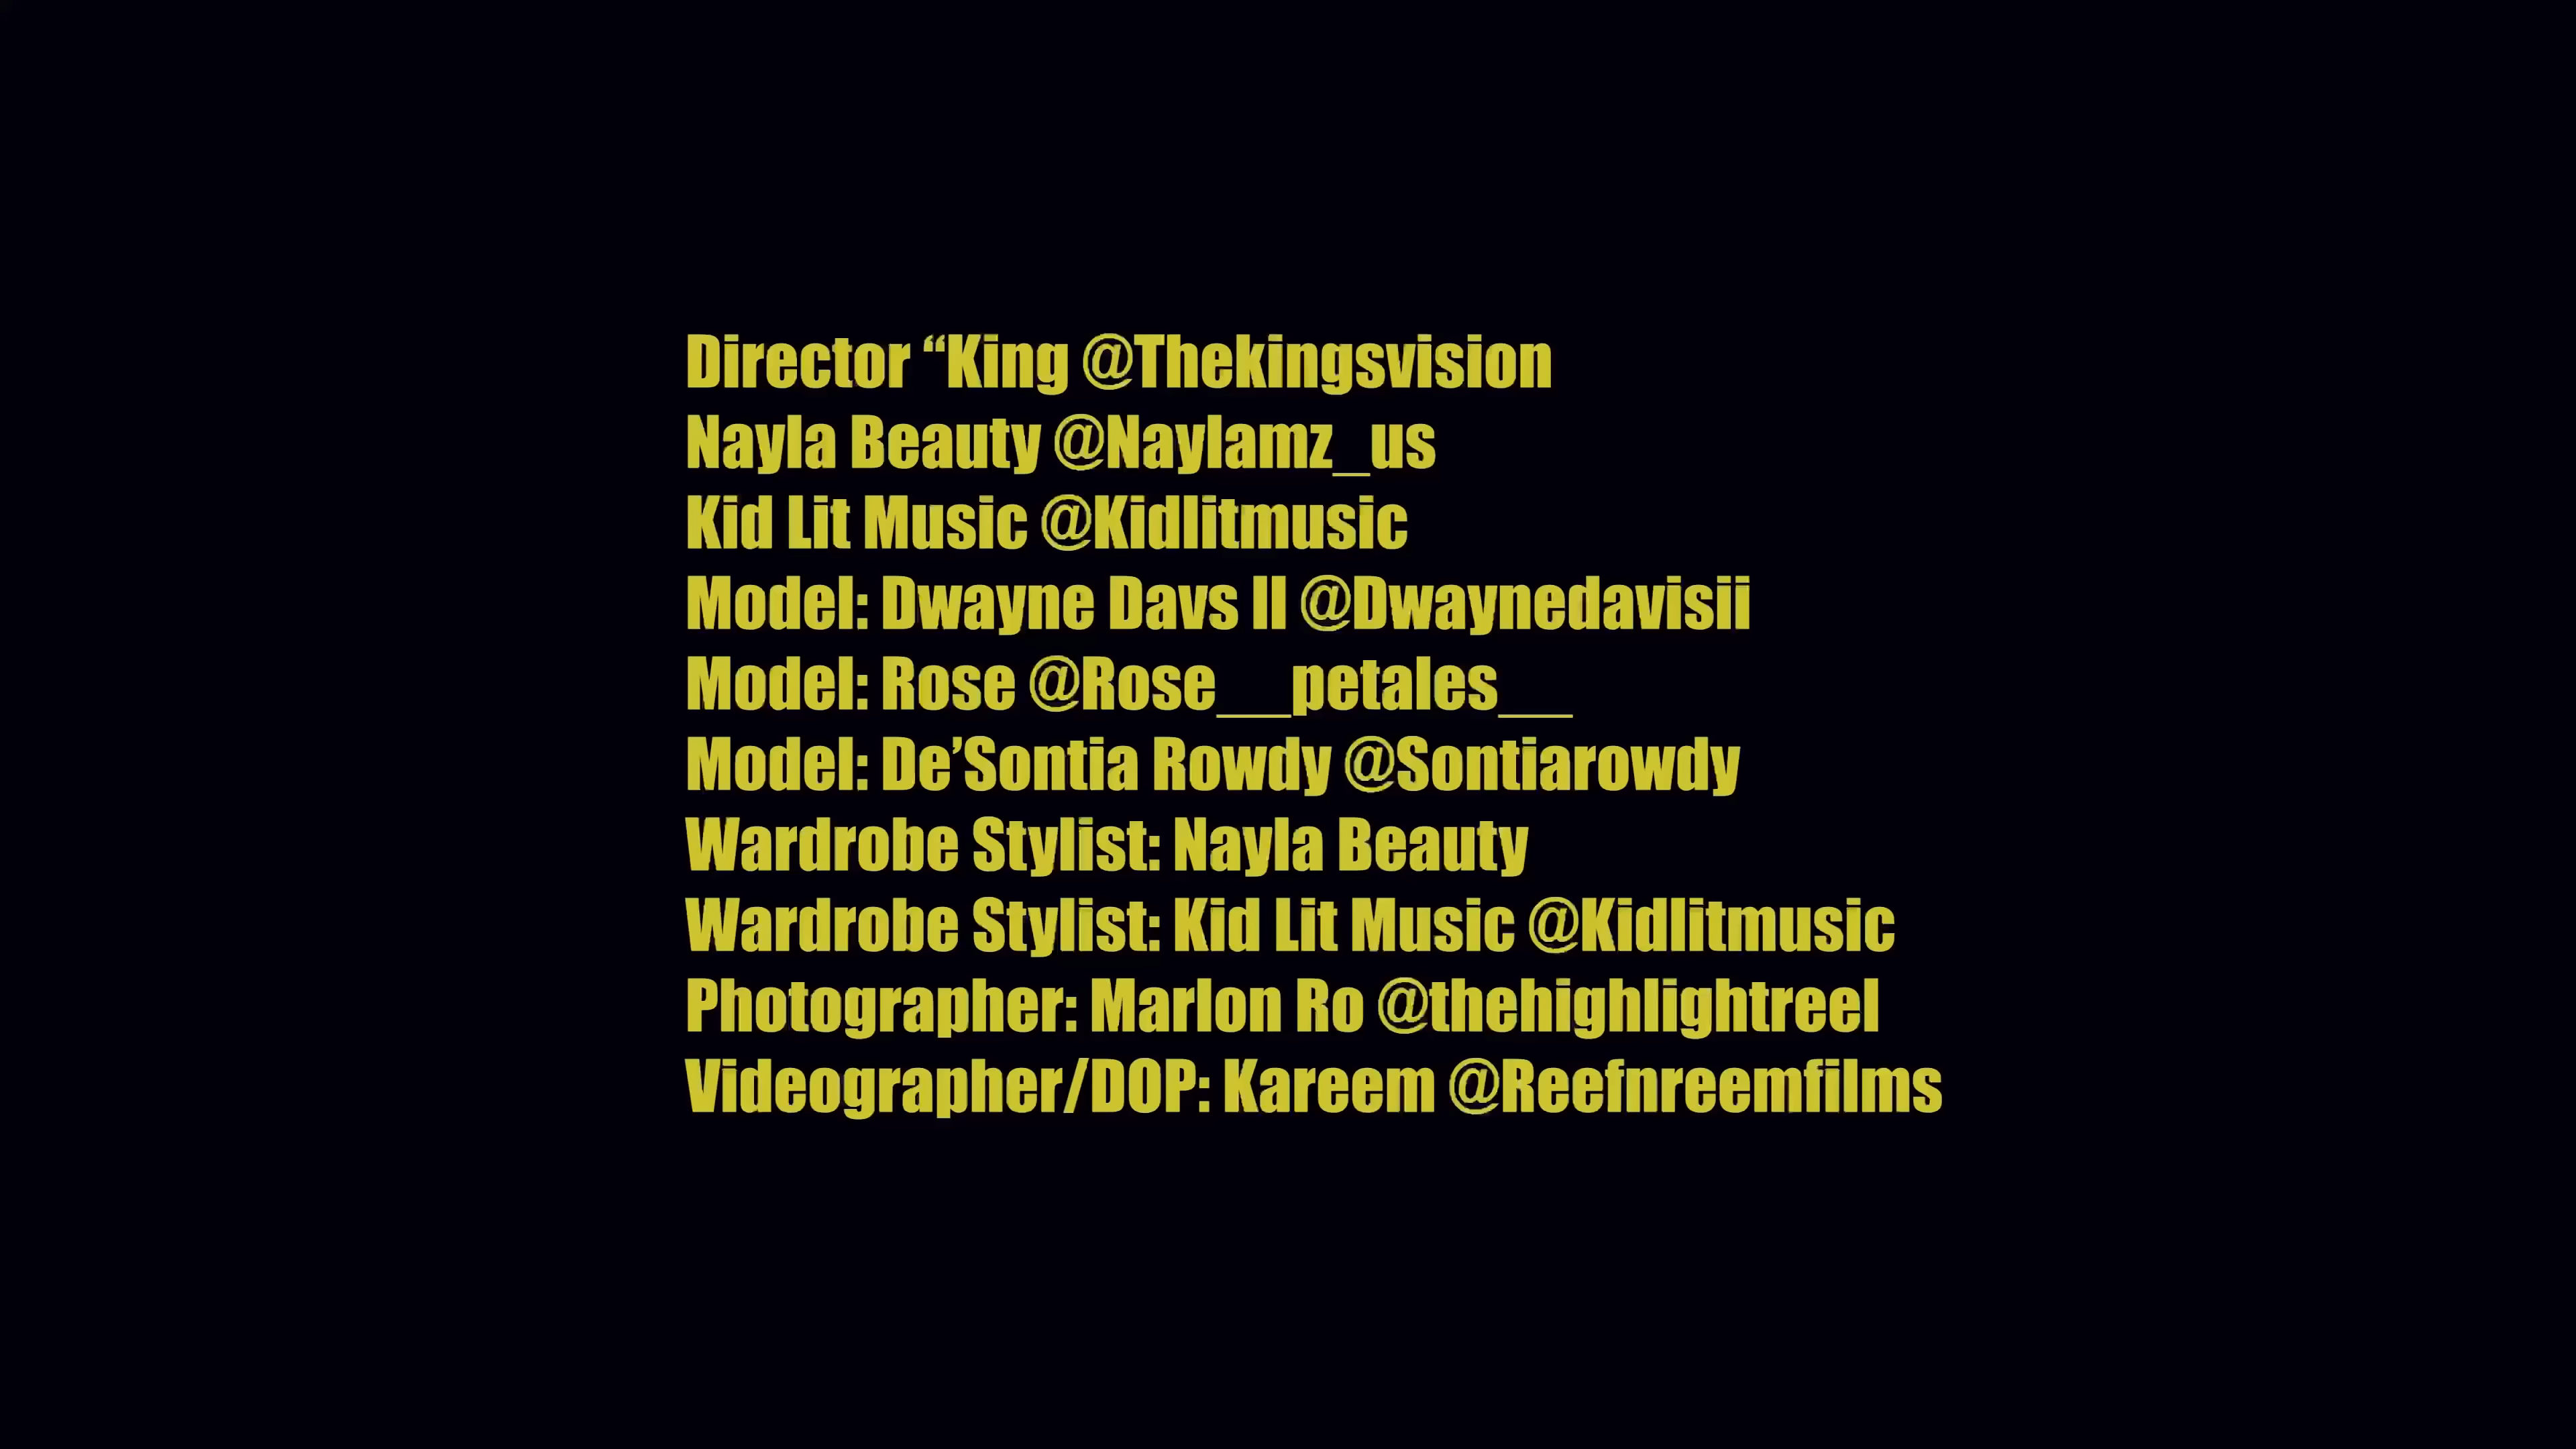 Director “King @Thekingsvision
Nayla Beauty @Naylamz_us
Kid Lit Music @Kidlitmusic
Model: Dwayne Davs II @Dwaynedavisii
Model: Rose @Rose__petales__
Model: De’Sontia Rowdy @Sontiarowdy
Wardrobe Stylist: Nayla Beauty
Wardrobe Stylist: Kid Lit Music @Kidlitmusic
Photographer: Marlon Ro @thehighlightreel
Videographer/DOP: Kareem @Reefnreemfilms